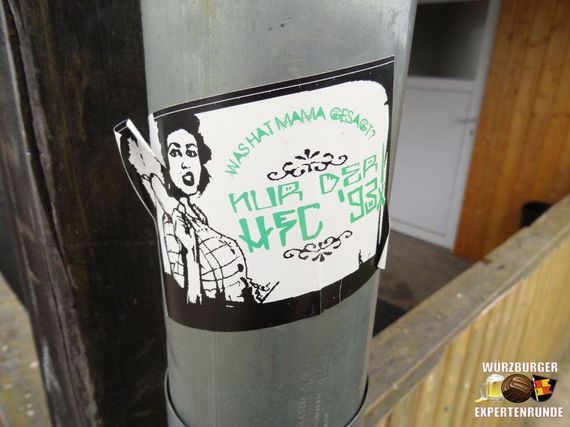 WAS HAT MAMA GESAGT?
NUR DER
HFC '93
WÜRZBURGER
EXPERTENRUNDE